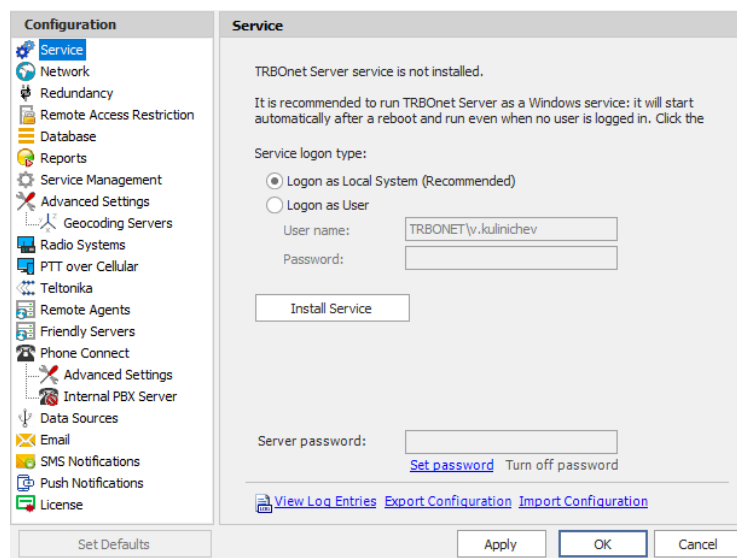 Configuration
Service
Network
Redundancy
Remote Access Restriction
Database
Reports
Service Management
Advanced Settings
Geocoding Servers
Radio Systems
PTT over Cellular
Teltonika
Remote Agents
Friendly Servers
Phone Connect
Advanced Settings
Internal PBX Server
Data Sources
Email
SMS Notifications
Push Notifications
License
Set Defaults
Service
TRBOnet Server service is not installed.
It is recommended to run TRBOnet Server as a Windows service: it will start
automatically after a reboot and run even when no user is logged in. Click the
Service logon type:
Logon as Local System (Recommended)
Logon as User
User name: TRBONET\v.kulinichev
Password:
Install Service
Server password:
Set password Turn off password
View Log Entries Export Configuration Import Configuration
Apply OK Cancel